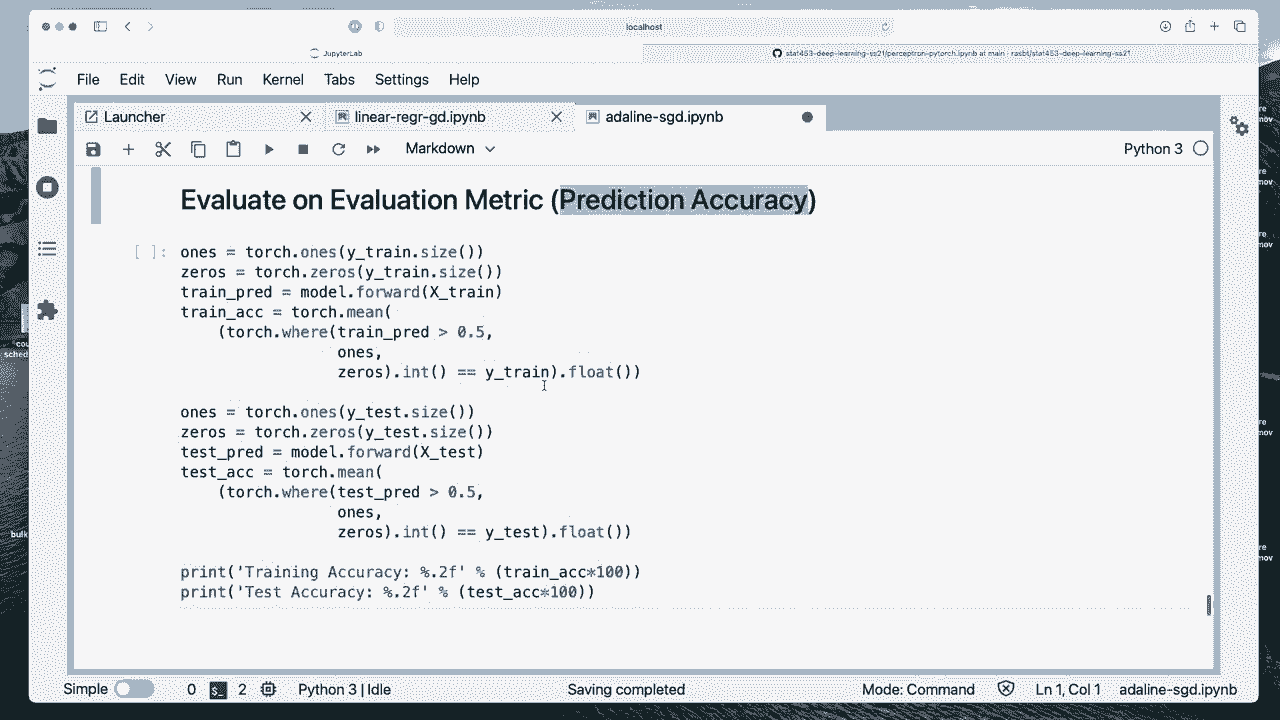 localhost
JupyterLab
stat453-deep-learning-ss21/perceptron-pytorch.ipynb at main · rasbt/stat453-deep-learning-ss21
File Edit View Run Kernel Tabs Settings Help
Launcher
linear-regr-gd.ipynb
adaline-sgd.ipynb
Markdown
Python 3
Evaluate on Evaluation Metric (Prediction Accuracy)
[ ]:
ones = torch.ones(y_train.size())
zeros = torch.zeros(y_train.size())
train_pred = model.forward(X_train)
train_acc = torch.mean(
(torch.where(train_pred > 0.5,
ones,
zeros).int() == y_train).float())
ones = torch.ones(y_test.size())
zeros = torch.zeros(y_test.size())
test_pred = model.forward(X_test)
test_acc = torch.mean(
(torch.where(test_pred > 0.5,
ones,
zeros).int() == y_test).float())
print('Training Accuracy: %.2f' % (train_acc*100))
print('Test Accuracy: %.2f' % (test_acc*100))
Simple 0 2 Python 3 | Idle Saving completed Mode: Command Ln 1, Col 1 adaline-sgd.ipynb